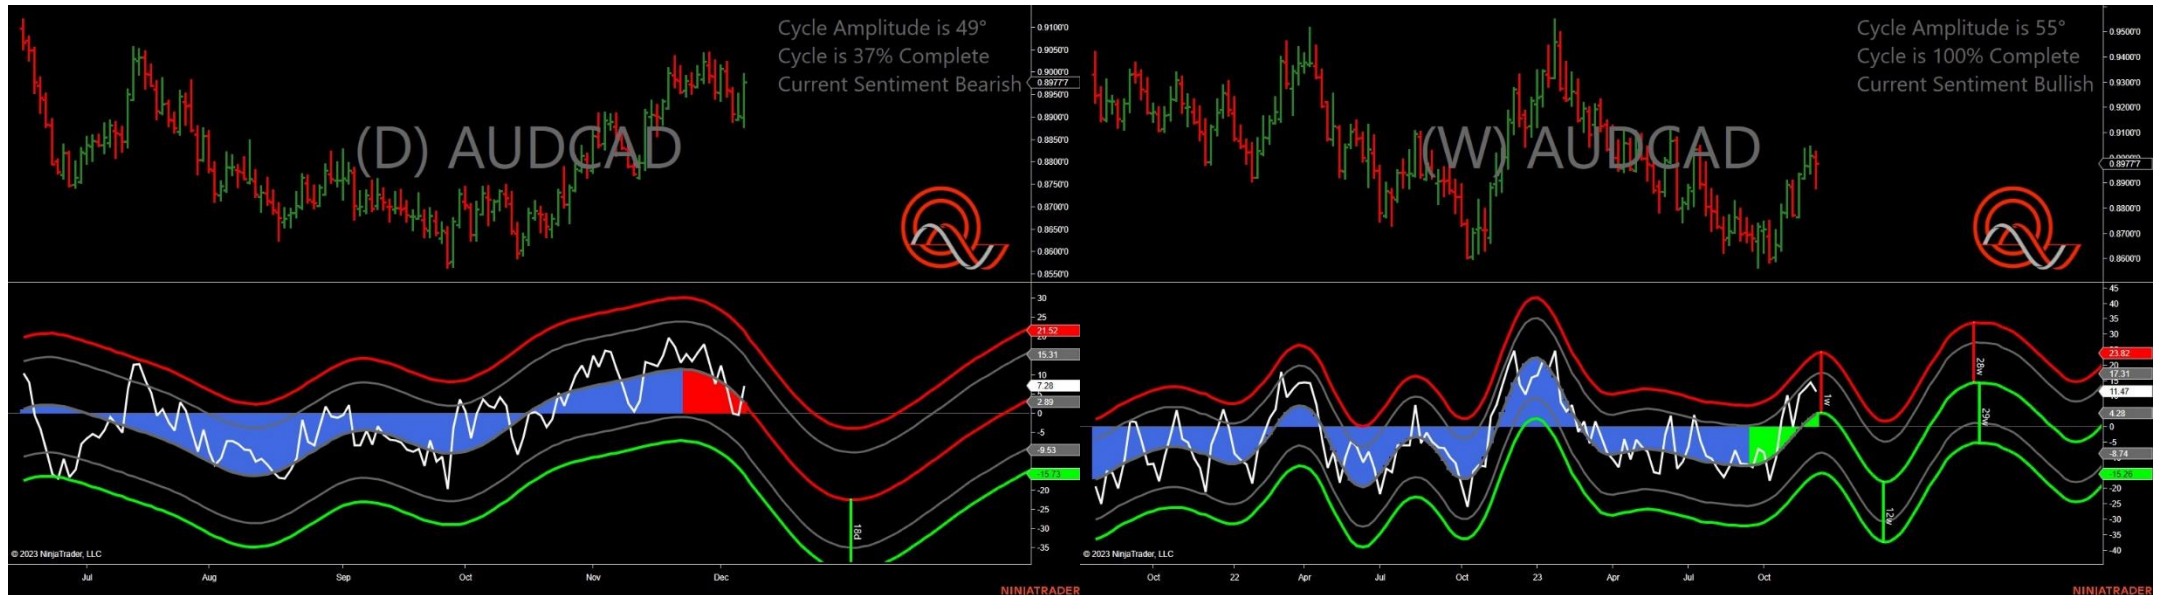 Cycle Amplitude is 49°
Cycle is 37% Complete
Current Sentiment Bearish
(D) AUDCAD
0.9100'0
0.9050'0
0.9000'0
0.8977'7
0.8950'0
0.8900'0
0.8850'0
0.8800'0
0.8750'0
0.8700'0
0.8650'0
0.8600'0
0.8550'0
30
25
21.52
15.31
10
7.28
2.89
0
-5
-9.53
-15.73
-20
-25
-30
-35
18d
© 2023 NinjaTrader, LLC
Jul Aug Sep Oct Nov Dec
NINJATRADER
Cycle Amplitude is 55°
Cycle is 100% Complete
Current Sentiment Bullish
(W) AUDCAD
0.9500'0
0.9400'0
0.9300'0
0.9200'0
0.9100'0
0.8977'7
0.8900'0
0.8800'0
0.8700'0
0.8600'0
45
40
35
30
23.82
17.31
15
11.47
4.28
0
-5
-8.74
-15.26
-20
-25
-30
-35
-40
1w
28w
29w
12w
© 2023 NinjaTrader, LLC
Oct 22 Apr Jul Oct 23 Apr Jul Oct
NINJATRADER